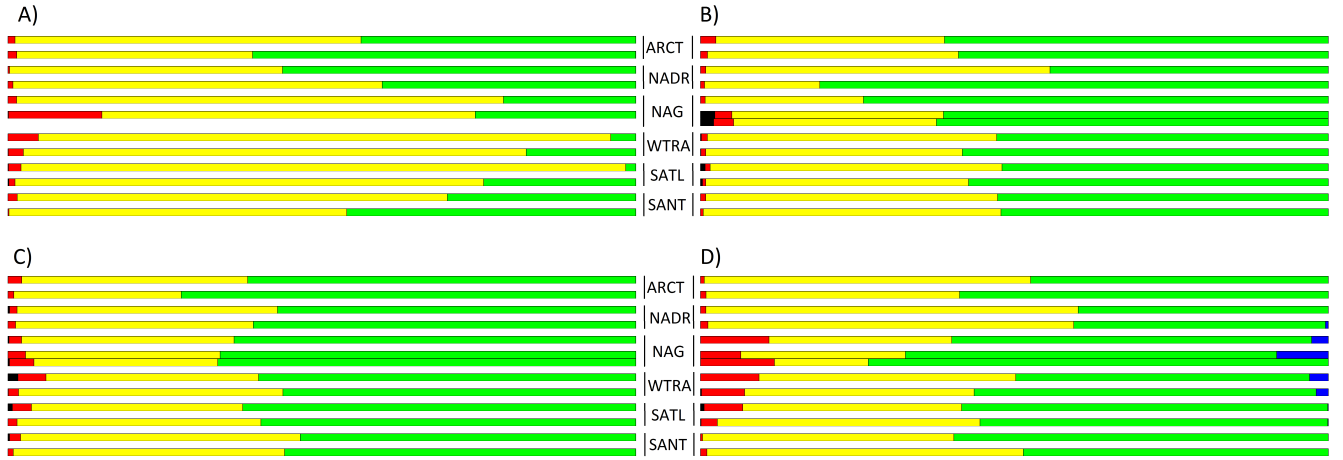 A)
B)
ARCT
NADR
NAG
WTRA
SATL
SANT
C)
D)
ARCT
NADR
NAG
WTRA
SATL
SANT